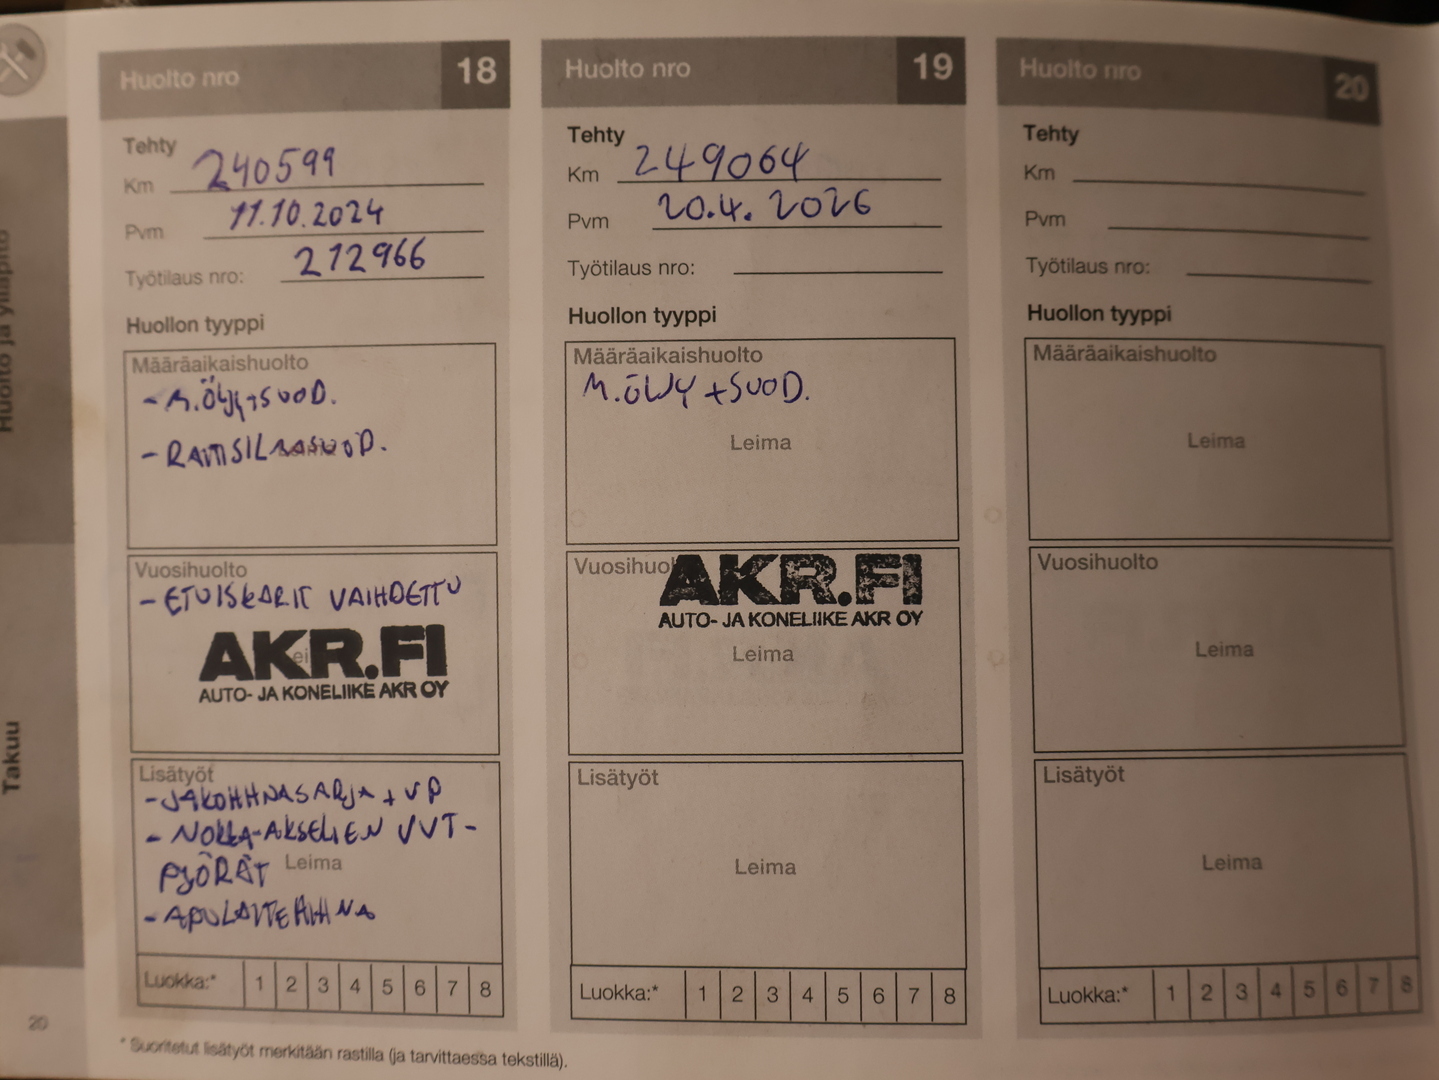 Huolto ja ylläpito
Takuu
20
Huolto nro 18
Tehty
Km 240599
Pvm 11.10.2024
Työtilaus nro: 212966
Huollon tyyppi
Määräaikaishuolto
- M.ÖLJY+SUOD.
- RAITISILMASUOD.
Vuosihuolto
- ETUISKARIT VAIHDETTU
AKR.FI
AUTO- JA KONELIIKE AKR OY
Lisätyöt
- JAKOHIHNASARJA + VP
- NOKKA-AKSELIEN VVT-
PYÖRÄT Leima
- APULAITEHIHNA
Luokka:* 1 2 3 4 5 6 7 8
* Suoritetut lisätyöt merkitään rastilla (ja tarvittaessa tekstillä).
Huolto nro 19
Tehty
Km 249064
Pvm 20.4.2026
Työtilaus nro:
Huollon tyyppi
Määräaikaishuolto
M.ÖLJY +SUOD.
Leima
Vuosihuol
AKR.FI
AUTO- JA KONELIIKE AKR OY
Leima
Lisätyöt
Leima
Luokka:* 1 2 3 4 5 6 7 8
Huolto nro 20
Tehty
Km
Pvm
Työtilaus nro:
Huollon tyyppi
Määräaikaishuolto
Leima
Vuosihuolto
Leima
Lisätyöt
Leima
Luokka:* 1 2 3 4 5 6 7 8